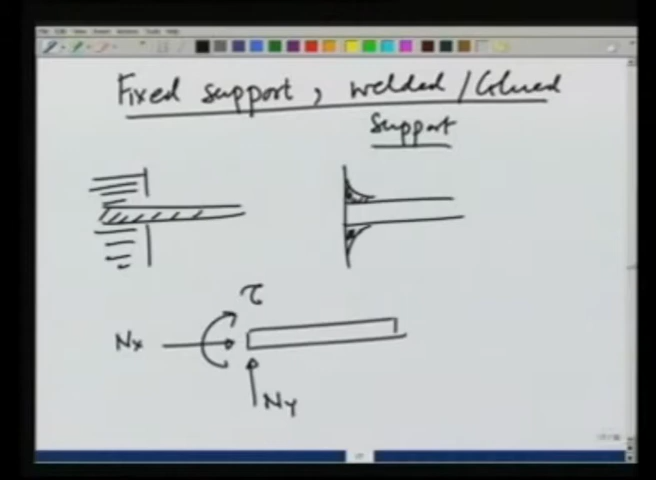 Fixed support, welded/Glued
support
τ
Nx
Ny